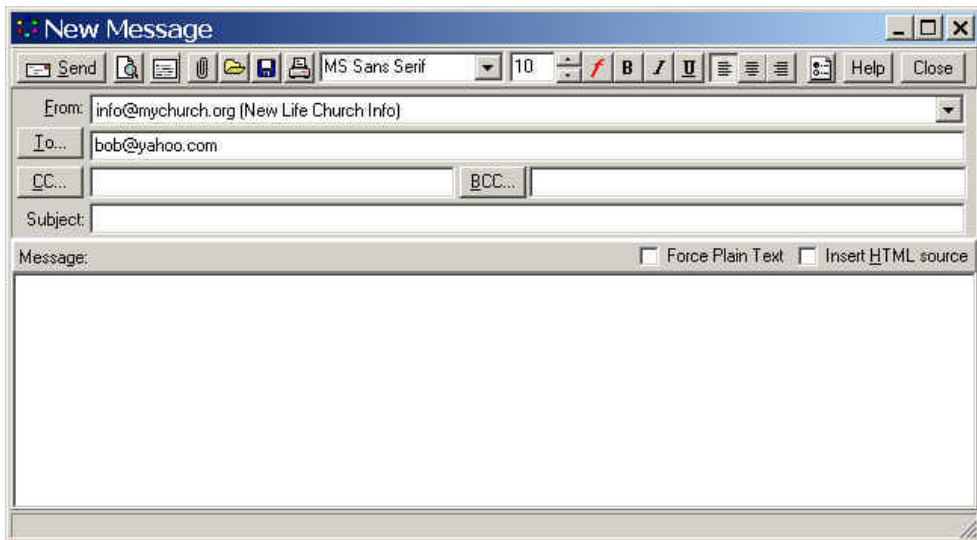 New Message
Send MS Sans Serif 10 f B I U Help Close
From: info@mychurch.org (New Life Church Info)
To... bob@yahoo.com
CC... BCC...
Subject:
Message: Force Plain Text Insert HTML source